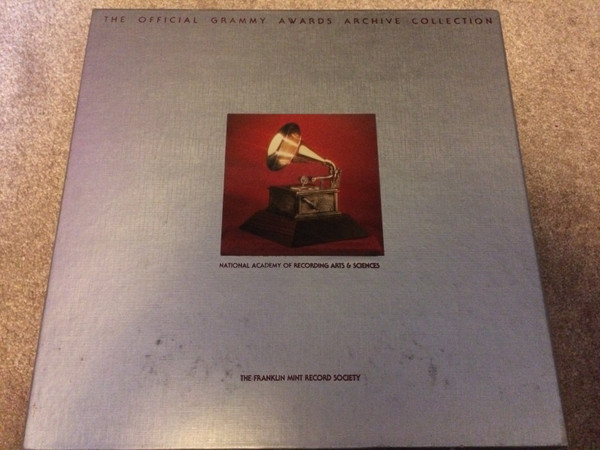 THE OFFICIAL GRAMMY AWARDS ARCHIVE COLLECTION
NATIONAL ACADEMY OF RECORDING ARTS & SCIENCES
THE FRANKLIN MINT RECORD SOCIETY